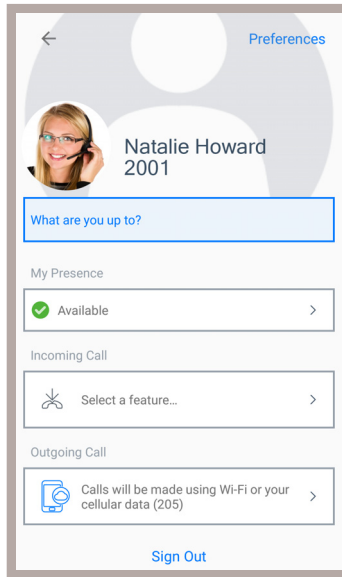 Preferences
Natalie Howard
2001
What are you up to?
My Presence
Available
Incoming Call
Select a feature...
Outgoing Call
Calls will be made using Wi-Fi or your
cellular data (205)
Sign Out